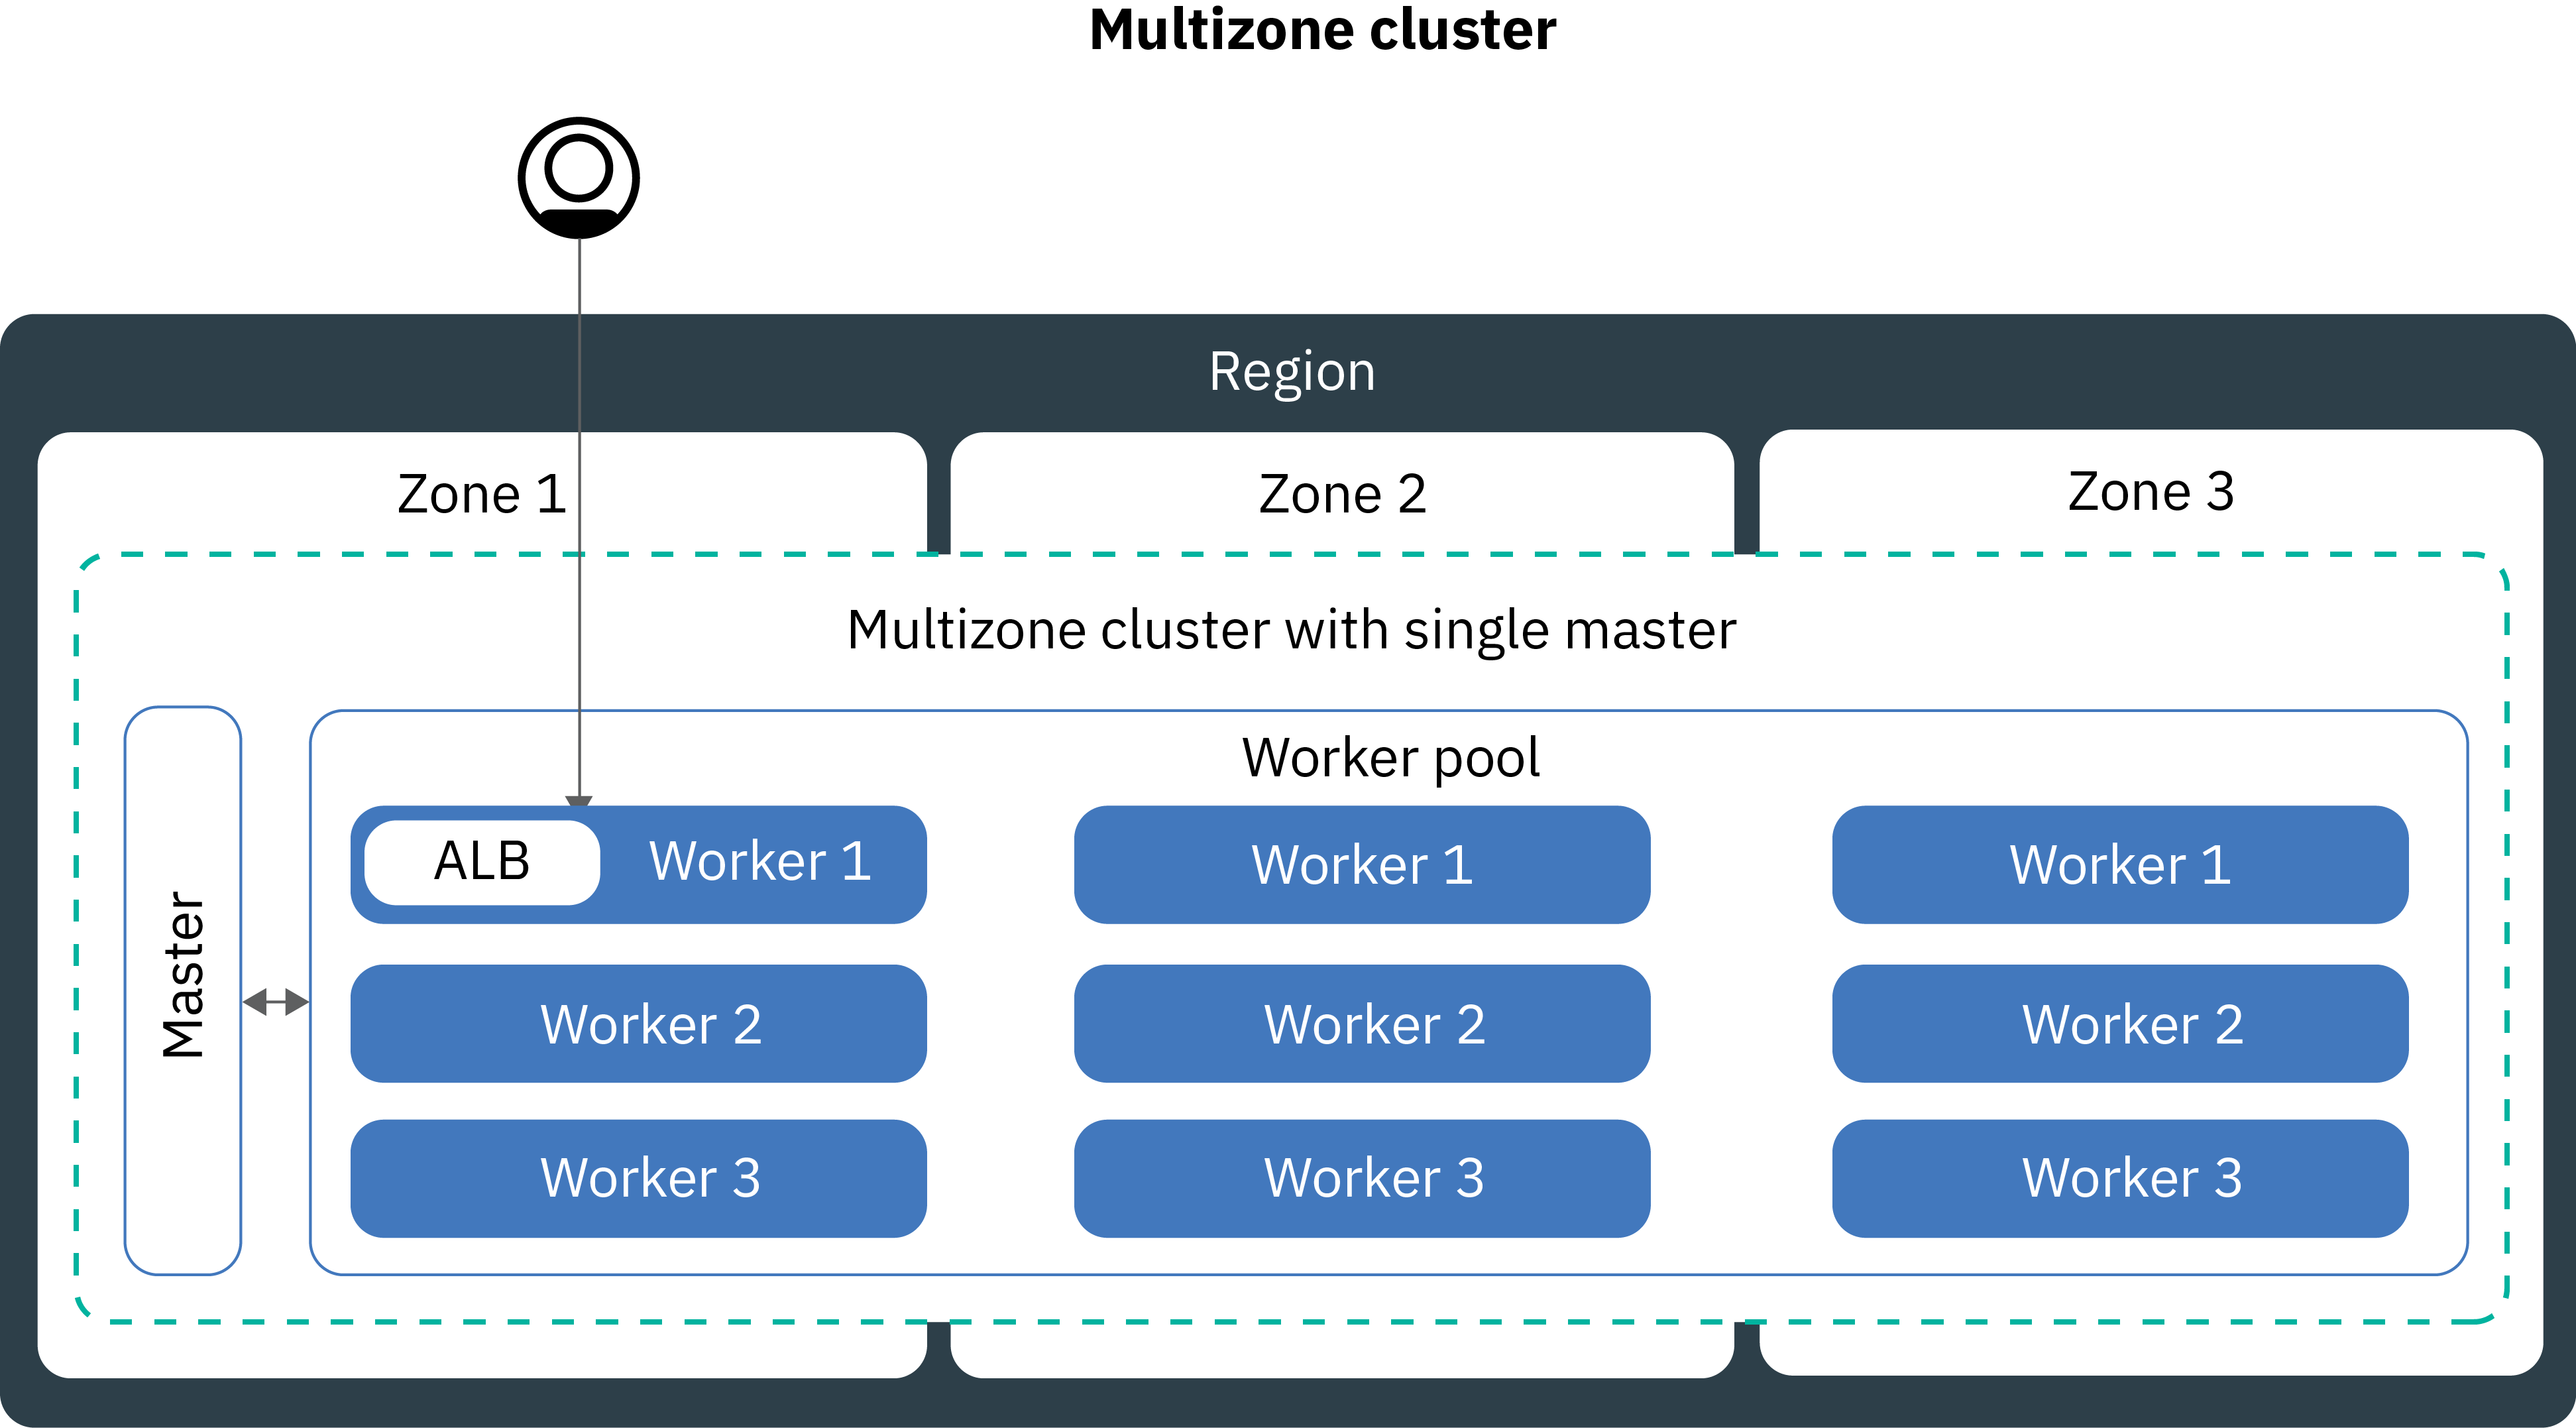 Multizone cluster
Region
Zone 1
Zone 2
Zone 3
Multizone cluster with single master
Master
Worker pool
ALB
Worker 1
Worker 1
Worker 1
Worker 2
Worker 2
Worker 2
Worker 3
Worker 3
Worker 3